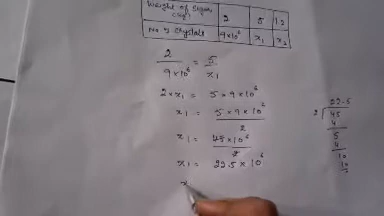 Weight of Sugar (kg) 2 5 1.2
No of Crystals 9×10⁶ x₁ x₂
2/9×10⁶ = 5/x₁
2×x₁ = 5×9×10⁶
x₁ = 5×9×10⁶/2
x₁ = 45×10⁶/2
x₁ = 22.5×10⁶
x
22.5
2 45
4
5
4
10
10